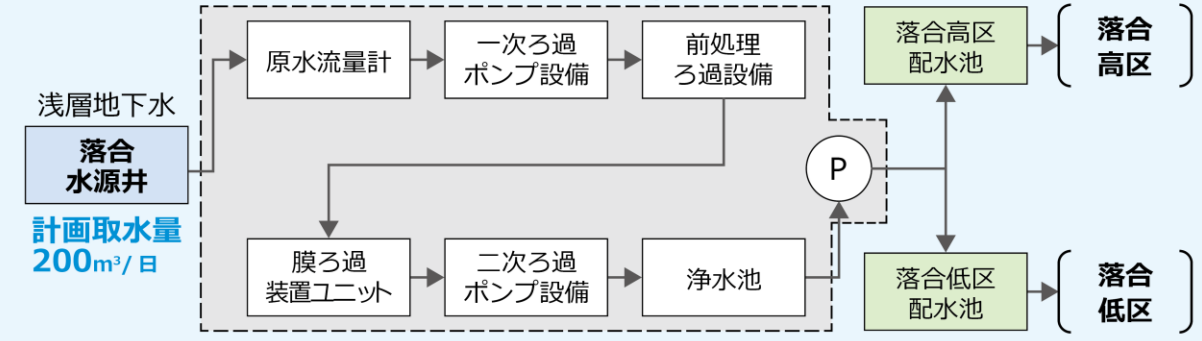 浅層地下水
落合
水源井
計画取水量
200m³/日
原水流量計
一次ろ過
ポンプ設備
前処理
ろ過設備
膜ろ過
装置ユニット
二次ろ過
ポンプ設備
浄水池
P
落合高区
配水池
落合
高区
落合低区
配水池
落合
低区